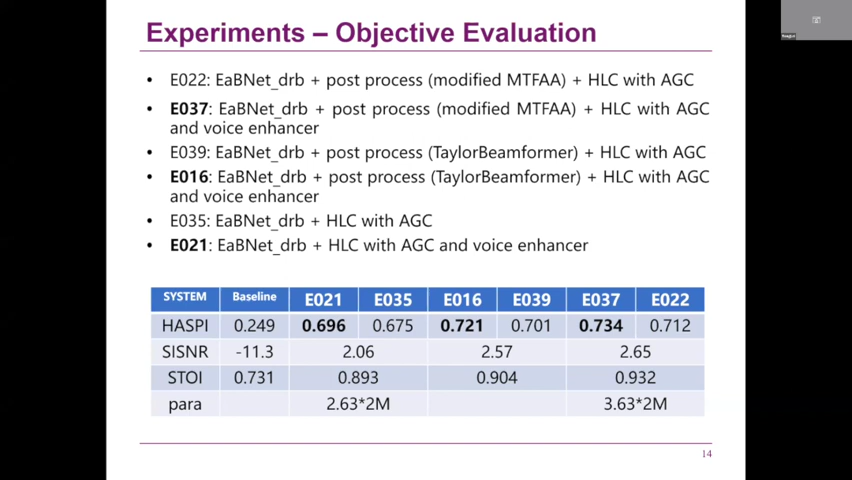 Experiments – Objective Evaluation
• E022: EaBNet_drb + post process (modified MTFAA) + HLC with AGC
• E037: EaBNet_drb + post process (modified MTFAA) + HLC with AGC
and voice enhancer
• E039: EaBNet_drb + post process (TaylorBeamformer) + HLC with AGC
• E016: EaBNet_drb + post process (TaylorBeamformer) + HLC with AGC
and voice enhancer
• E035: EaBNet_drb + HLC with AGC
• E021: EaBNet_drb + HLC with AGC and voice enhancer
SYSTEM Baseline E021 E035 E016 E039 E037 E022
HASPI 0.249 0.696 0.675 0.721 0.701 0.734 0.712
SISNR -11.3 2.06 2.57 2.65
STOI 0.731 0.893 0.904 0.932
para 2.63*2M 3.63*2M
14